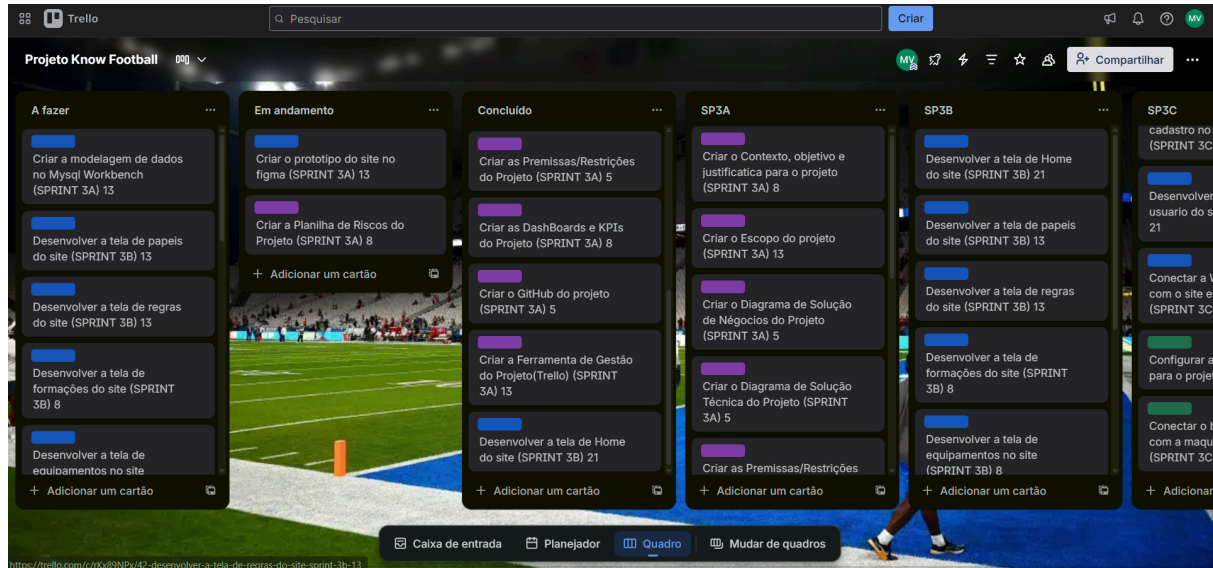 Trello
Pesquisar
Criar
MV
Projeto Know Football
MV
Compartilhar
A fazer
Criar a modelagem de dados
no Mysql Workbench
(SPRINT 3A) 13
Desenvolver a tela de papeis
do site (SPRINT 3B) 13
Desenvolver a tela de regras
do site (SPRINT 3B) 13
Desenvolver a tela de
formações do site (SPRINT
3B) 8
Desenvolver a tela de
equipamentos no site
+ Adicionar um cartão
Em andamento
Criar o prototipo do site no
figma (SPRINT 3A) 13
Criar a Planilha de Riscos do
Projeto (SPRINT 3A) 8
+ Adicionar um cartão
Concluído
Criar as Premissas/Restrições
do Projeto (SPRINT 3A) 5
Criar as DashBoards e KPIs
do Projeto (SPRINT 3A) 8
Criar o GitHub do projeto
(SPRINT 3A) 5
Criar a Ferramenta de Gestão
do Projeto(Trello) (SPRINT
3A) 13
Desenvolver a tela de Home
do site (SPRINT 3B) 21
+ Adicionar um cartão
SP3A
Criar o Contexto, objetivo e
justificatica para o projeto
(SPRINT 3A) 8
Criar o Escopo do projeto
(SPRINT 3A) 13
Criar o Diagrama de Solução
de Négocios do Projeto
(SPRINT 3A) 5
Criar o Diagrama de Solução
Técnica do Projeto (SPRINT
3A) 5
Criar as Premissas/Restrições
+ Adicionar um cartão
SP3B
Desenvolver a tela de Home
do site (SPRINT 3B) 21
Desenvolver a tela de papeis
do site (SPRINT 3B) 13
Desenvolver a tela de regras
do site (SPRINT 3B) 13
Desenvolver a tela de
formações do site (SPRINT
3B) 8
Desenvolver a tela de
equipamentos no site
(SPRINT 3B) 8
+ Adicionar um cartão
SP3C
cadastro no
(SPRINT 3C
Desenvolver
usuario do s
21
Conectar a
com o site e
(SPRINT 3C
Configurar a
para o projet
Conectar o b
com a maqu
(SPRINT 3C
+ Adicionar
Caixa de entrada
Planejador
Quadro
Mudar de quadros
https://trello.com/c/rKx89NPx/42-desenvolver-a-tela-de-regras-do-site-sprint-3b-13